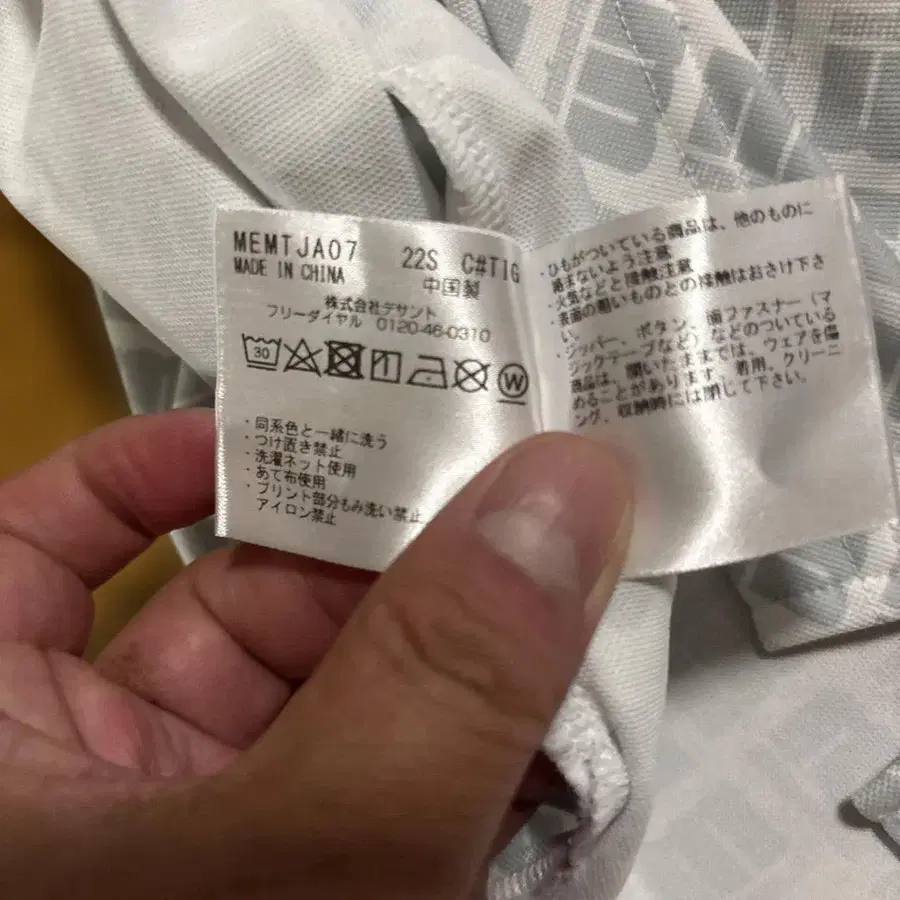 MEMTJA07 22S C#T1G
MADE IN CHINA 中国製
株式会社デサント
フリーダイヤル 0120-46-0310
30
W
・同系色と一緒に洗う
・つけ置き禁止
・洗濯ネット使用
・あて布使用
・プリント部分もみ洗い禁止
アイロン禁止
・ひもがついている商品は、他のものに
絡まないよう注意
・火気などと接触注意
・表面の粗いものとの接触はおさけ下さ
い。
・ジッパー、ボタン、面ファスナー(マ
ジックテープなど)などのついている
商品は、開いたままでは、ウェアを傷
めることがあります。着用、クリーニ
ング、収納時には閉じて下さい。